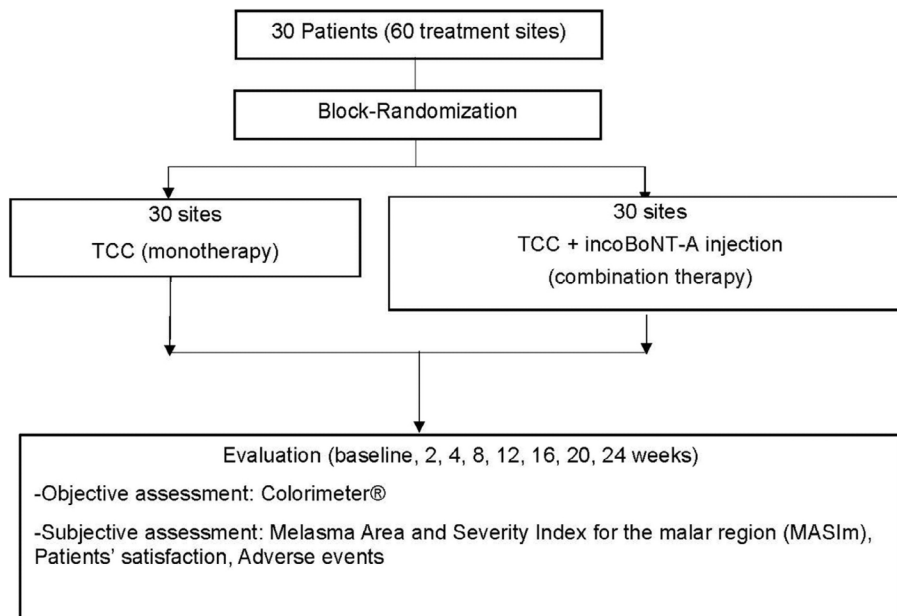 30 Patients (60 treatment sites)
Block-Randomization
30 sites
TCC (monotherapy)
30 sites
TCC + incoBoNT-A injection
(combination therapy)
Evaluation (baseline, 2, 4, 8, 12, 16, 20, 24 weeks)
-Objective assessment: Colorimeter®
-Subjective assessment: Melasma Area and Severity Index for the malar region (MASIm),
Patients’ satisfaction, Adverse events